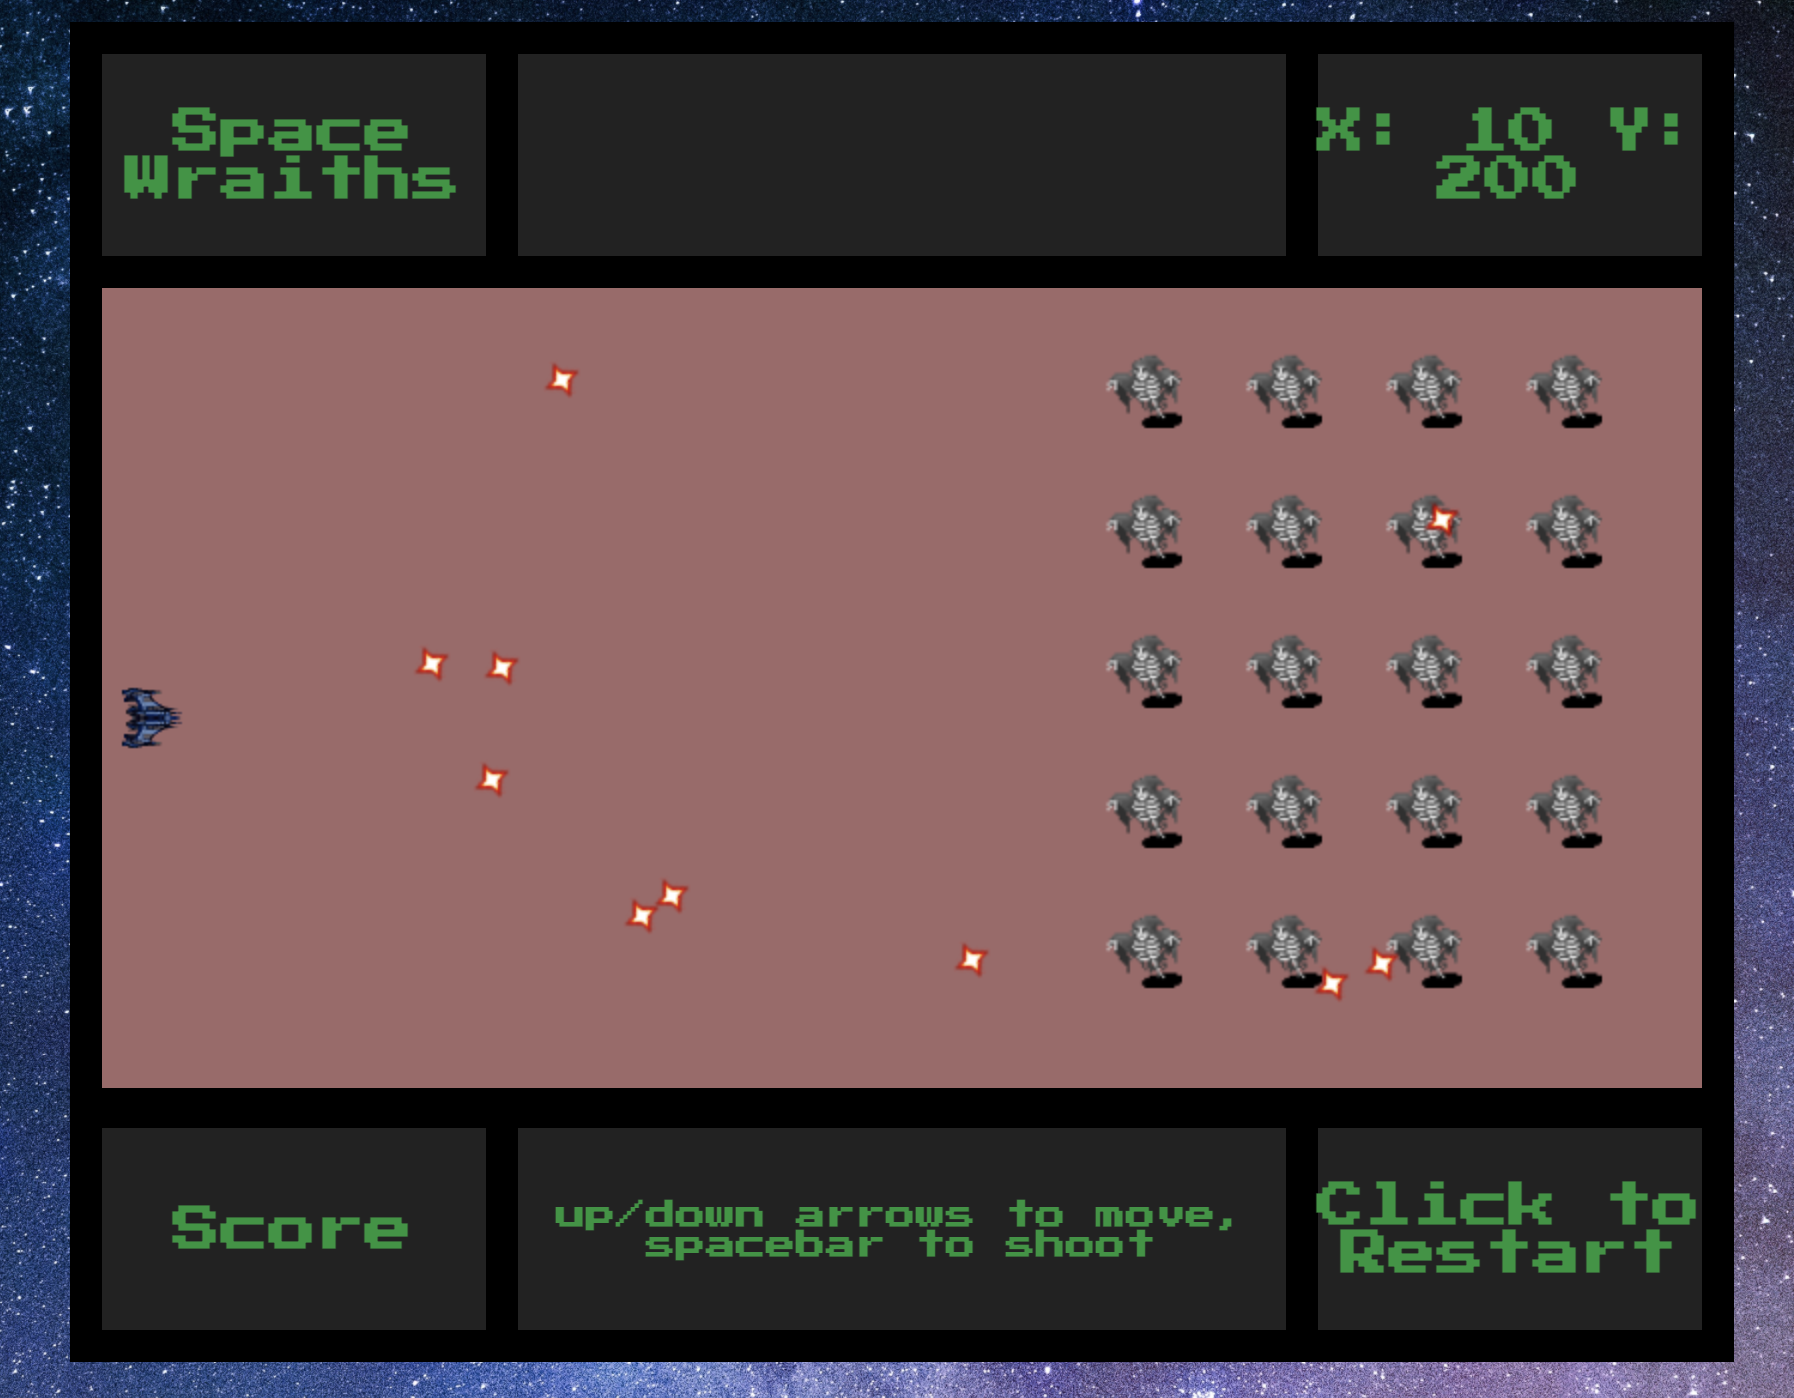 Space
Wraiths
X: 10 Y:
200
Score
up/down arrows to move,
spacebar to shoot
Click to
Restart